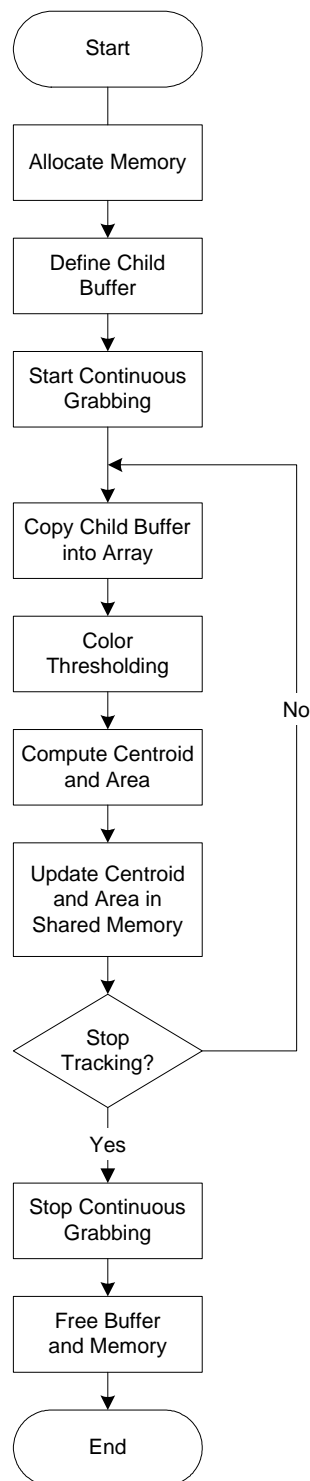 Start
Allocate Memory
Define Child
Buffer
Start Continuous
Grabbing
Copy Child Buffer
into Array
Color
Thresholding
No
Compute Centroid
and Area
Update Centroid
and Area in
Shared Memory
Stop
Tracking?
Yes
Stop Continuous
Grabbing
Free Buffer
and Memory
End